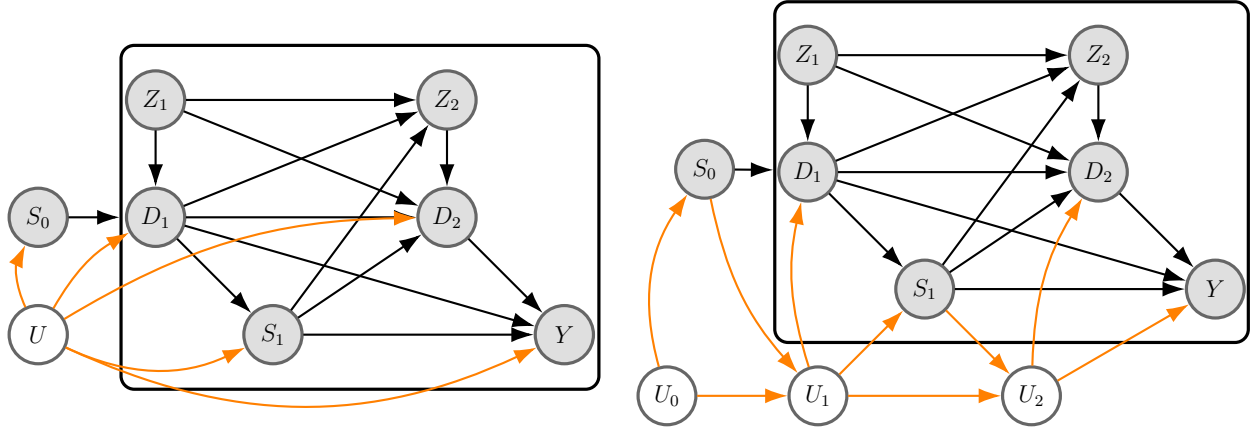 Z₁ Z₂
S₀ D₁ D₂
U S₁ Y
Z₁ Z₂
S₀ D₁ D₂
S₁ Y
U₀ U₁ U₂